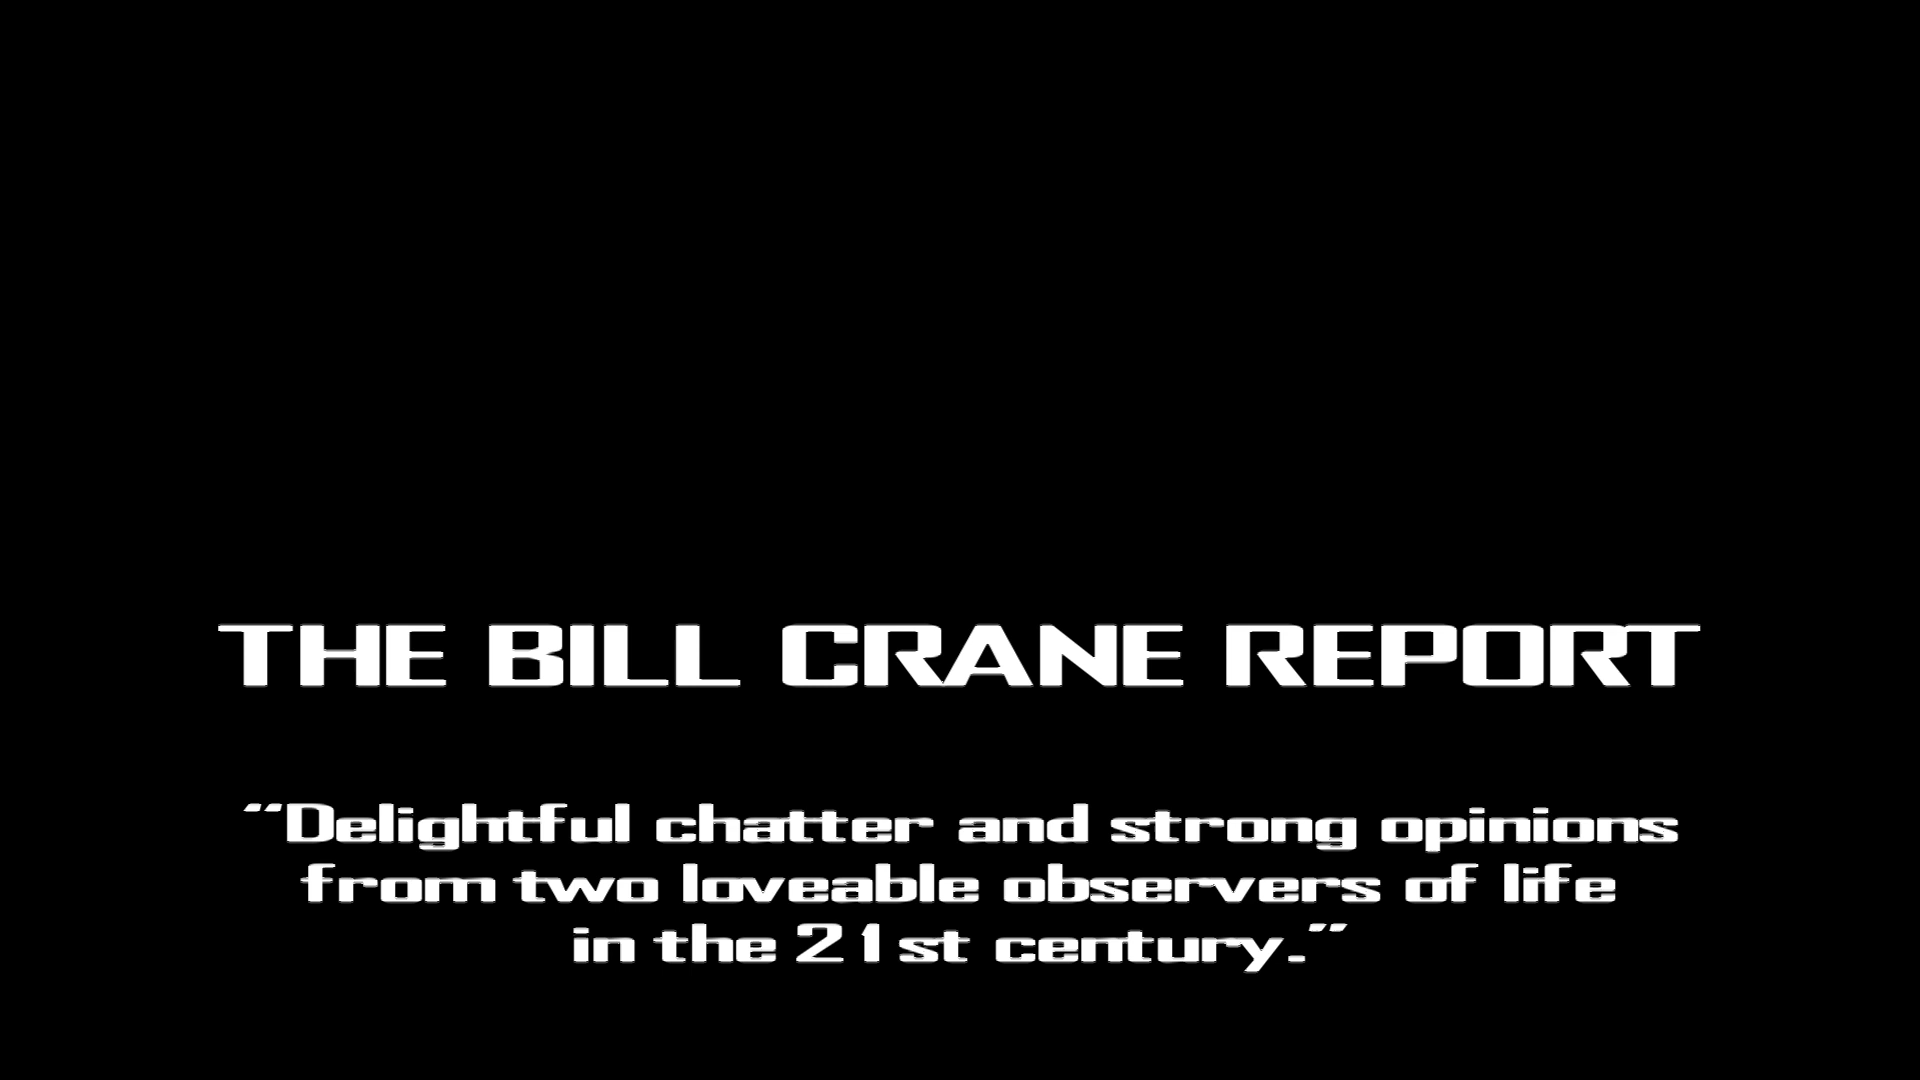 THE BILL CRANE REPORT
“Delightful chatter and strong opinions
from two loveable observers of life
in the 21st century.”